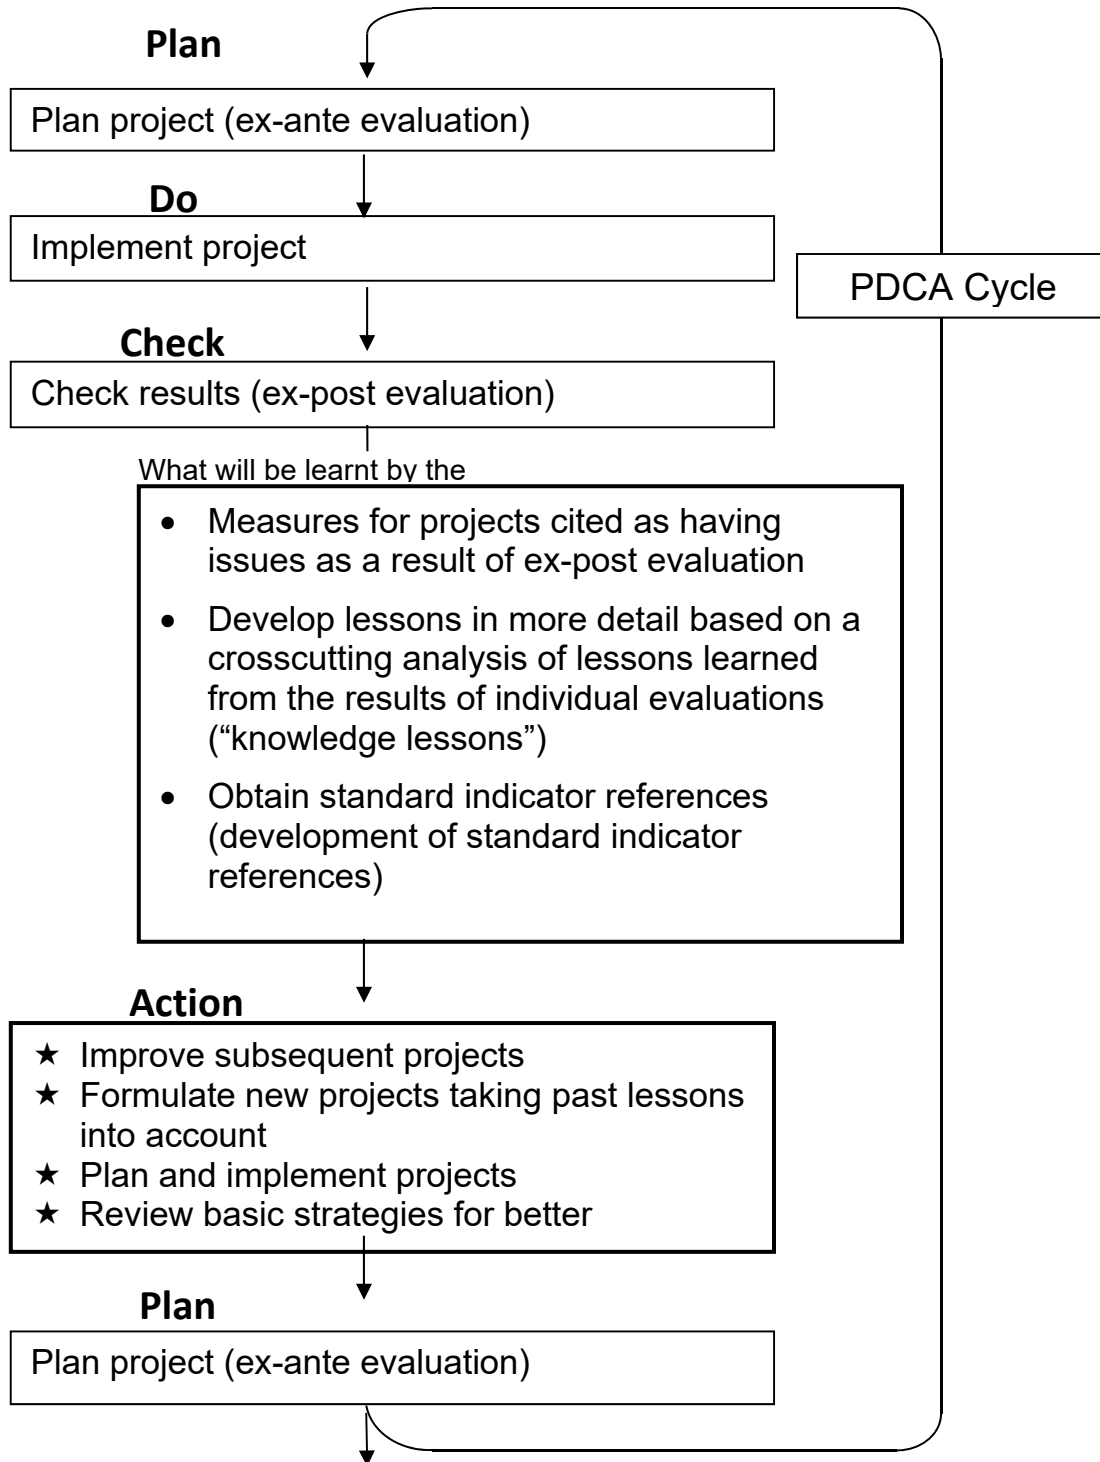 Plan
Plan project (ex-ante evaluation)
Do
Implement project
PDCA Cycle
Check
Check results (ex-post evaluation)
What will be learnt by the
• Measures for projects cited as having
issues as a result of ex-post evaluation
• Develop lessons in more detail based on a
crosscutting analysis of lessons learned
from the results of individual evaluations
(“knowledge lessons”)
• Obtain standard indicator references
(development of standard indicator
references)
Action
★ Improve subsequent projects
★ Formulate new projects taking past lessons
into account
★ Plan and implement projects
★ Review basic strategies for better
Plan
Plan project (ex-ante evaluation)